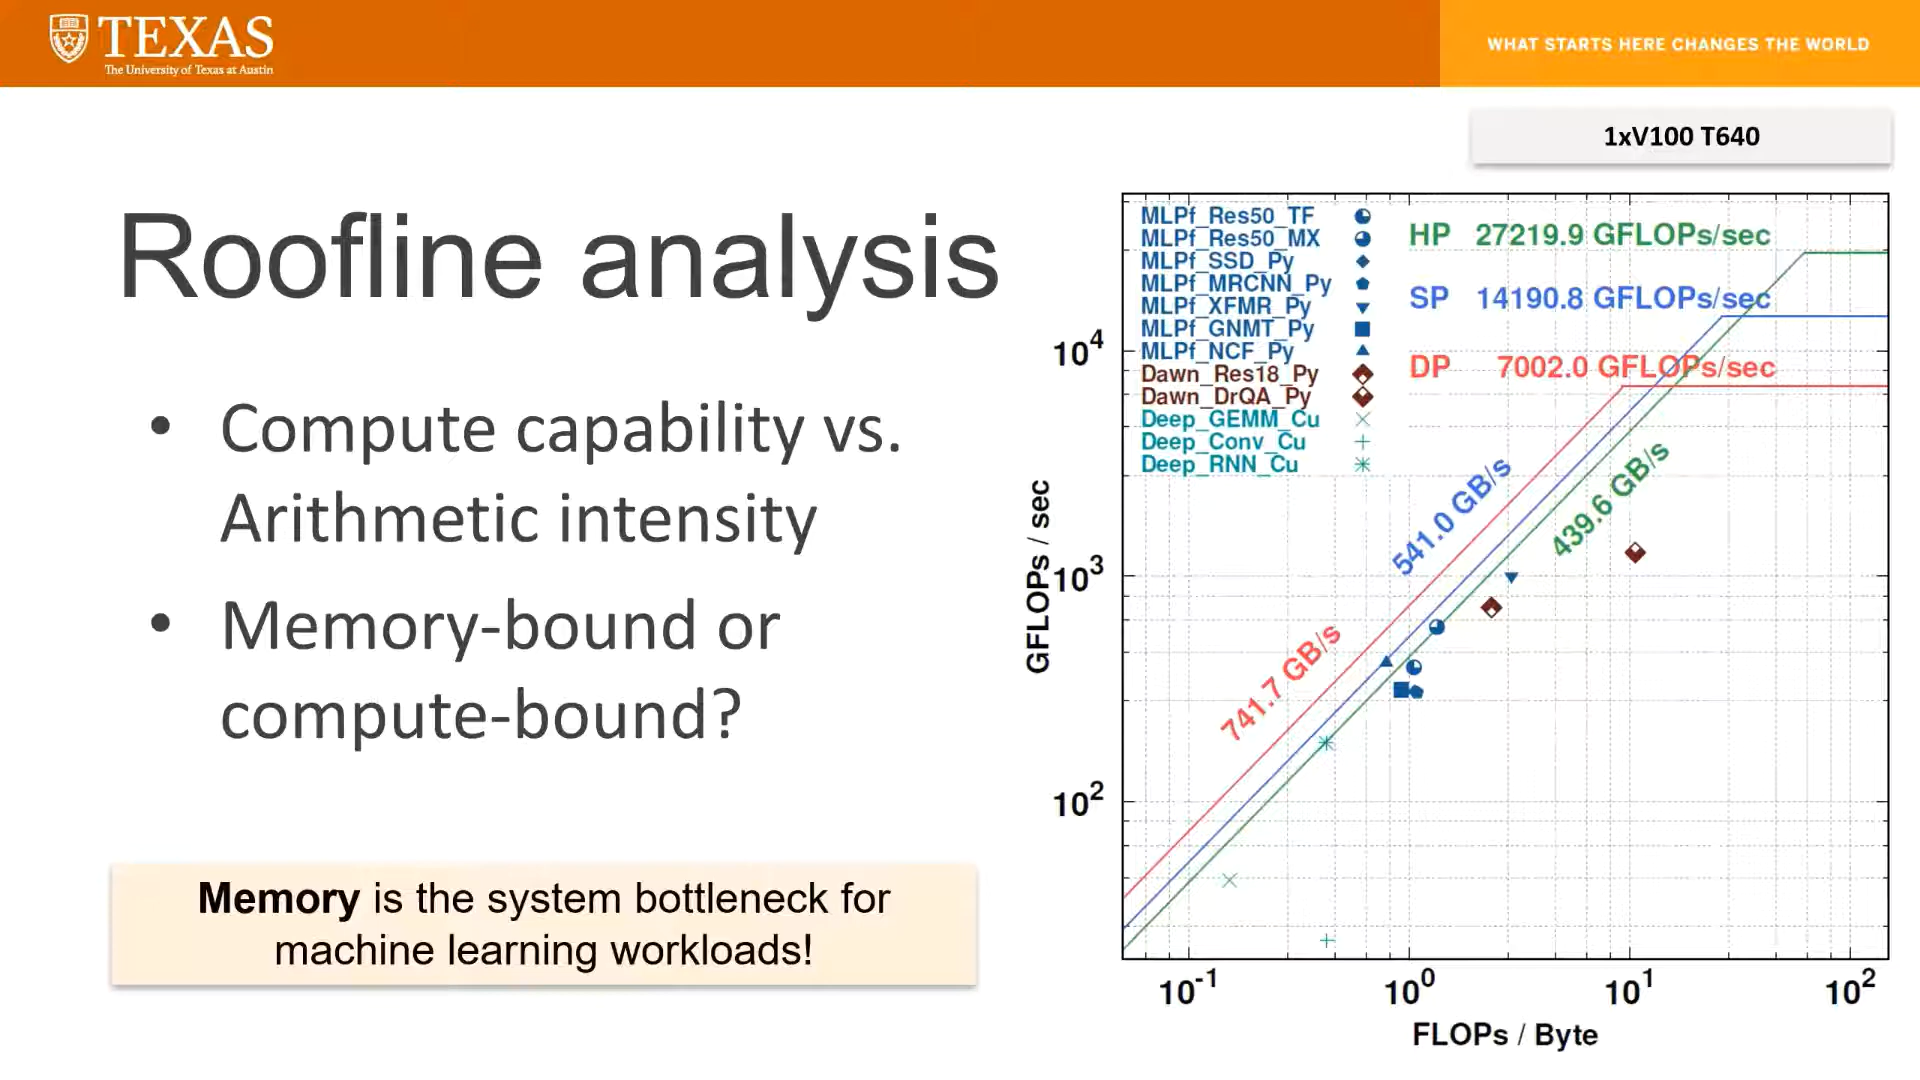 TEXAS
The University of Texas at Austin
WHAT STARTS HERE CHANGES THE WORLD
1xV100 T640
Roofline analysis
• Compute capability vs.
Arithmetic intensity
• Memory-bound or
compute-bound?
Memory is the system bottleneck for
machine learning workloads!
MLPf_Res50_TF
MLPf_Res50_MX
MLPf_SSD_Py
MLPf_MRCNN_Py
MLPf_XFMR_Py
MLPf_GNMT_Py
MLPf_NCF_Py
Dawn_Res18_Py
Dawn_DrQA_Py
Deep_GEMM_Cu
Deep_Conv_Cu
Deep_RNN_Cu
HP 27219.9 GFLOPs/sec
SP 14190.8 GFLOPs/sec
DP 7002.0 GFLOPs/sec
741.7 GB/s
541.0 GB/s
439.6 GB/s
GFLOPs / sec
10^4
10^3
10^2
10^-1 10^0 10^1 10^2
FLOPs / Byte